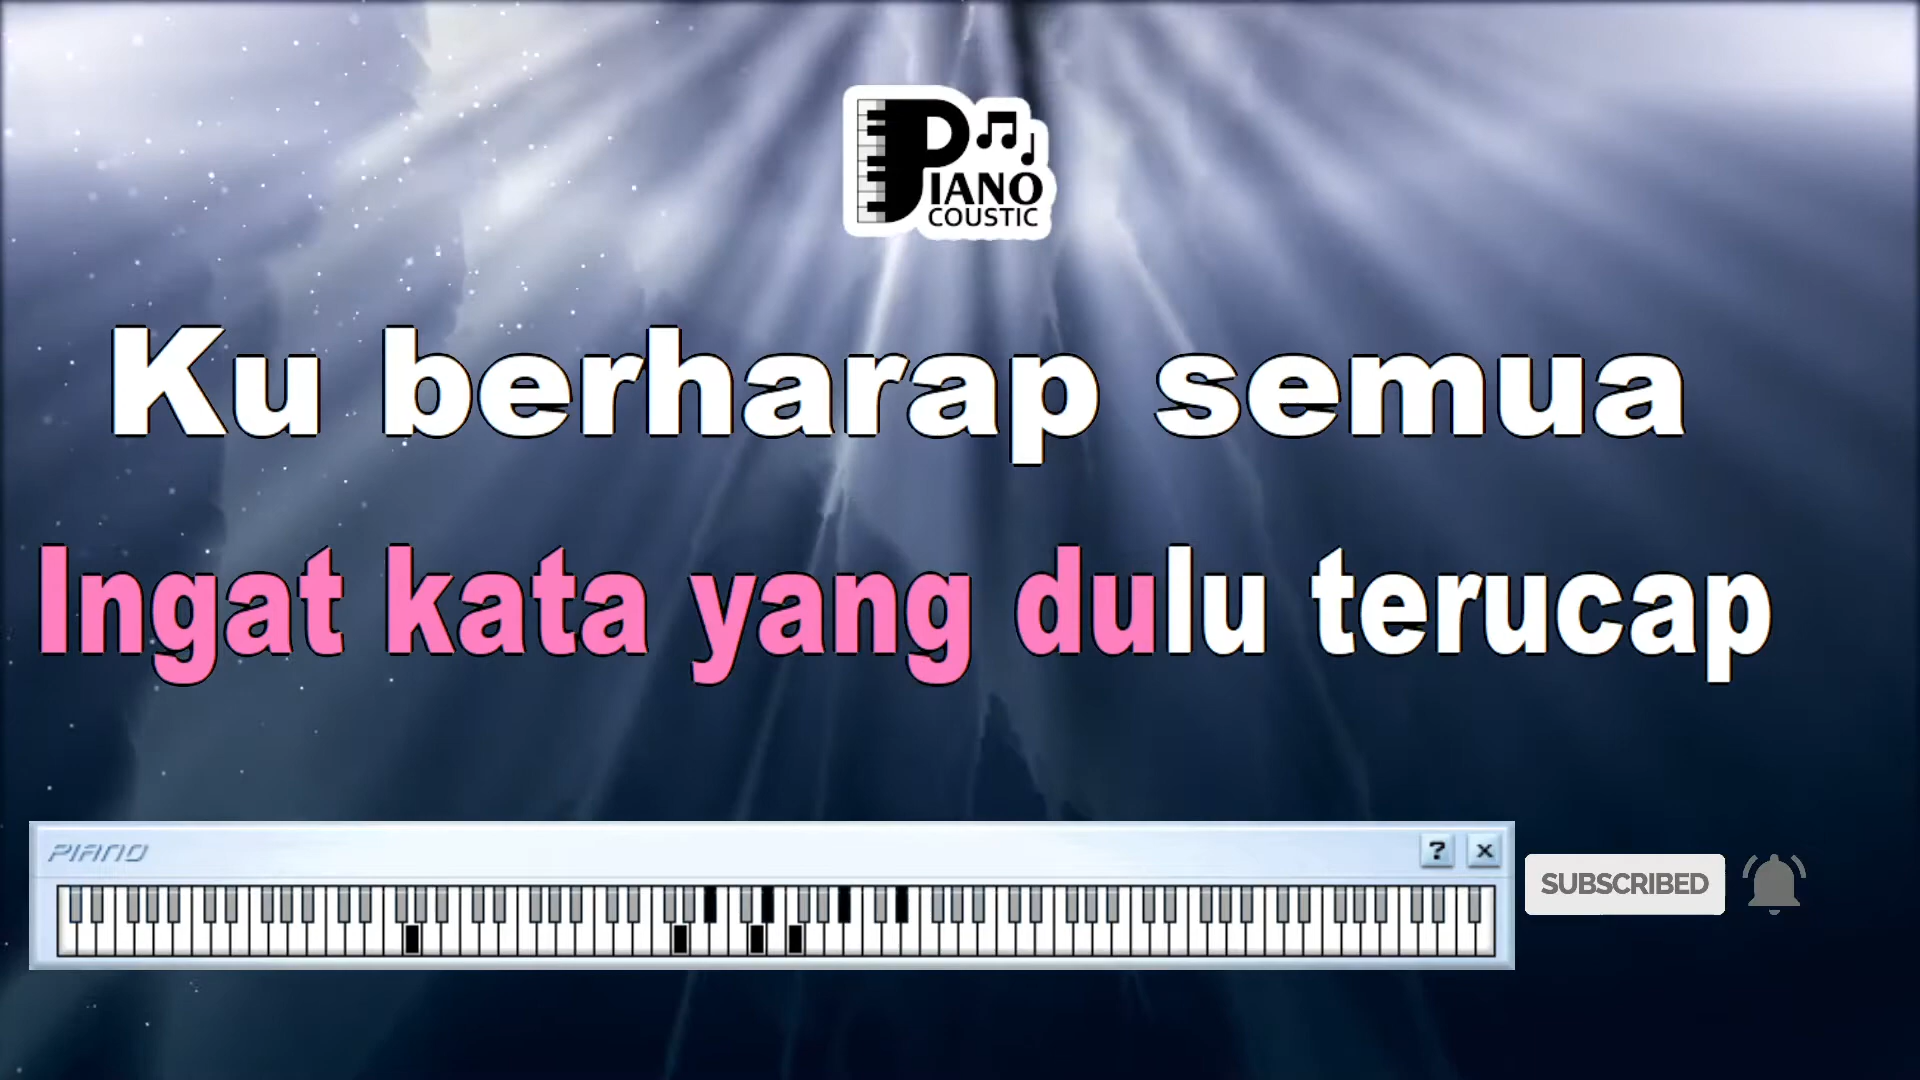 PIANO
COUSTIC
Ku berharap semua
Ingat kata yang dulu terucap
PIANO
? x
SUBSCRIBED